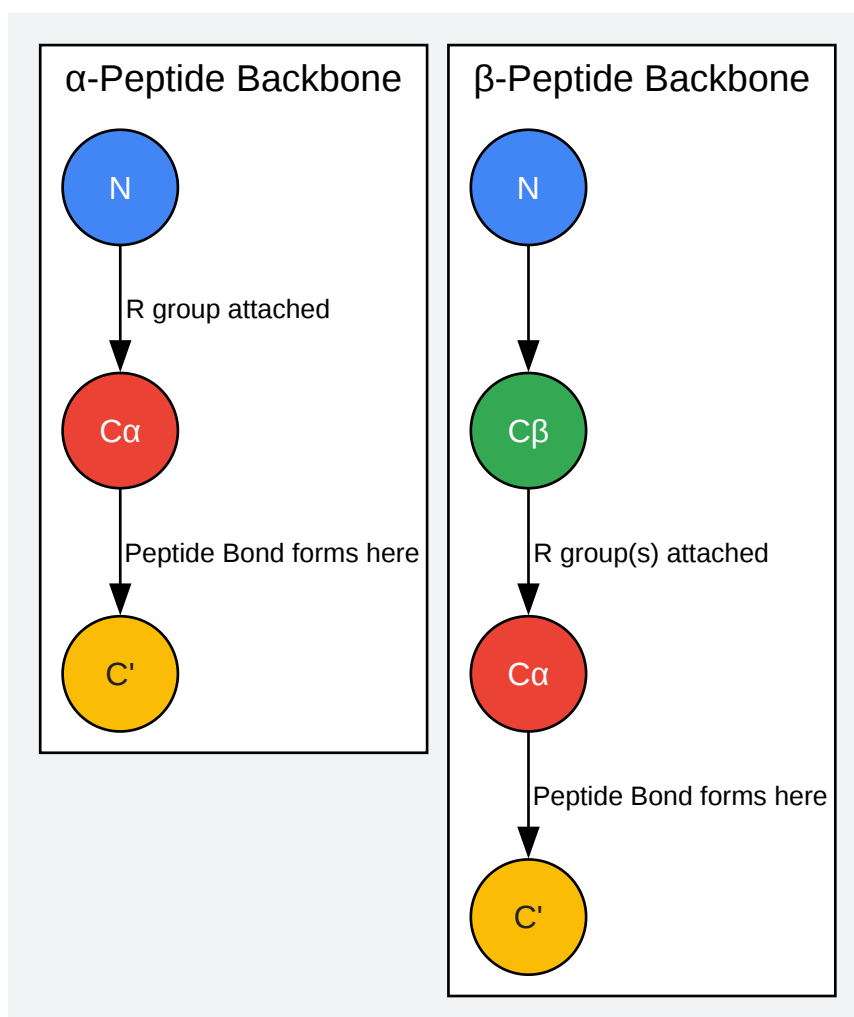 α-Peptide Backbone
N
R group attached
Cα
Peptide Bond forms here
C'
β-Peptide Backbone
N
Cβ
R group(s) attached
Cα
Peptide Bond forms here
C'